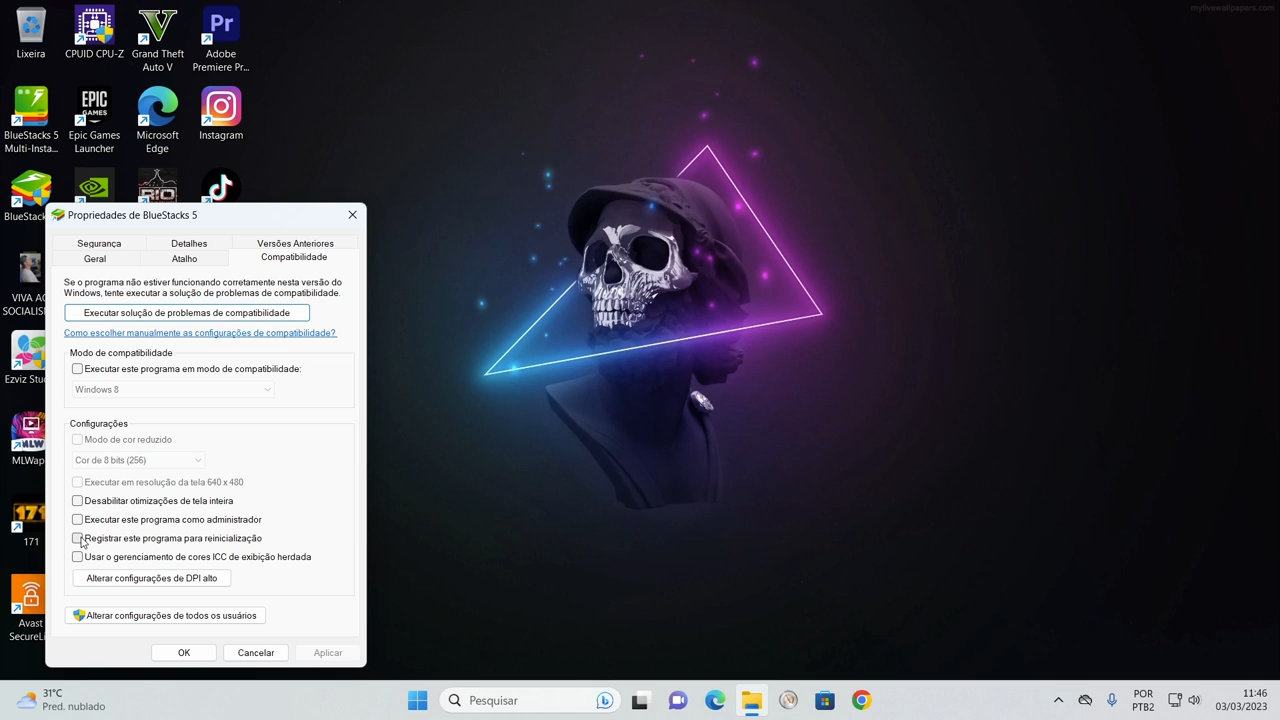 mylivewallpapers.com
Lixeira
CPUID CPU-Z
Grand Theft
Auto V
Adobe
Premiere Pr...
BlueStacks 5
Multi-Insta...
Epic Games
Launcher
Microsoft
Edge
Instagram
Propriedades de BlueStacks 5
Segurança
Detalhes
Versões Anteriores
Geral
Atalho
Compatibilidade
Se o programa não estiver funcionando corretamente nesta versão do
Windows, tente executar a solução de problemas de compatibilidade.
Executar solução de problemas de compatibilidade
Como escolher manualmente as configurações de compatibilidade?
Modo de compatibilidade
Executar este programa em modo de compatibilidade:
Windows 8
Configurações
Modo de cor reduzido
Cor de 8 bits (256)
Executar em resolução da tela 640 x 480
Desabilitar otimizações de tela inteira
Executar este programa como administrador
Registrar este programa para reinicialização
Usar o gerenciamento de cores ICC de exibição herdada
Alterar configurações de DPI alto
Alterar configurações de todos os usuários
OK
Cancelar
Aplicar
171
Avast
31°C
Pred. nublado
Pesquisar
POR
PTB2
11:46
03/03/2023